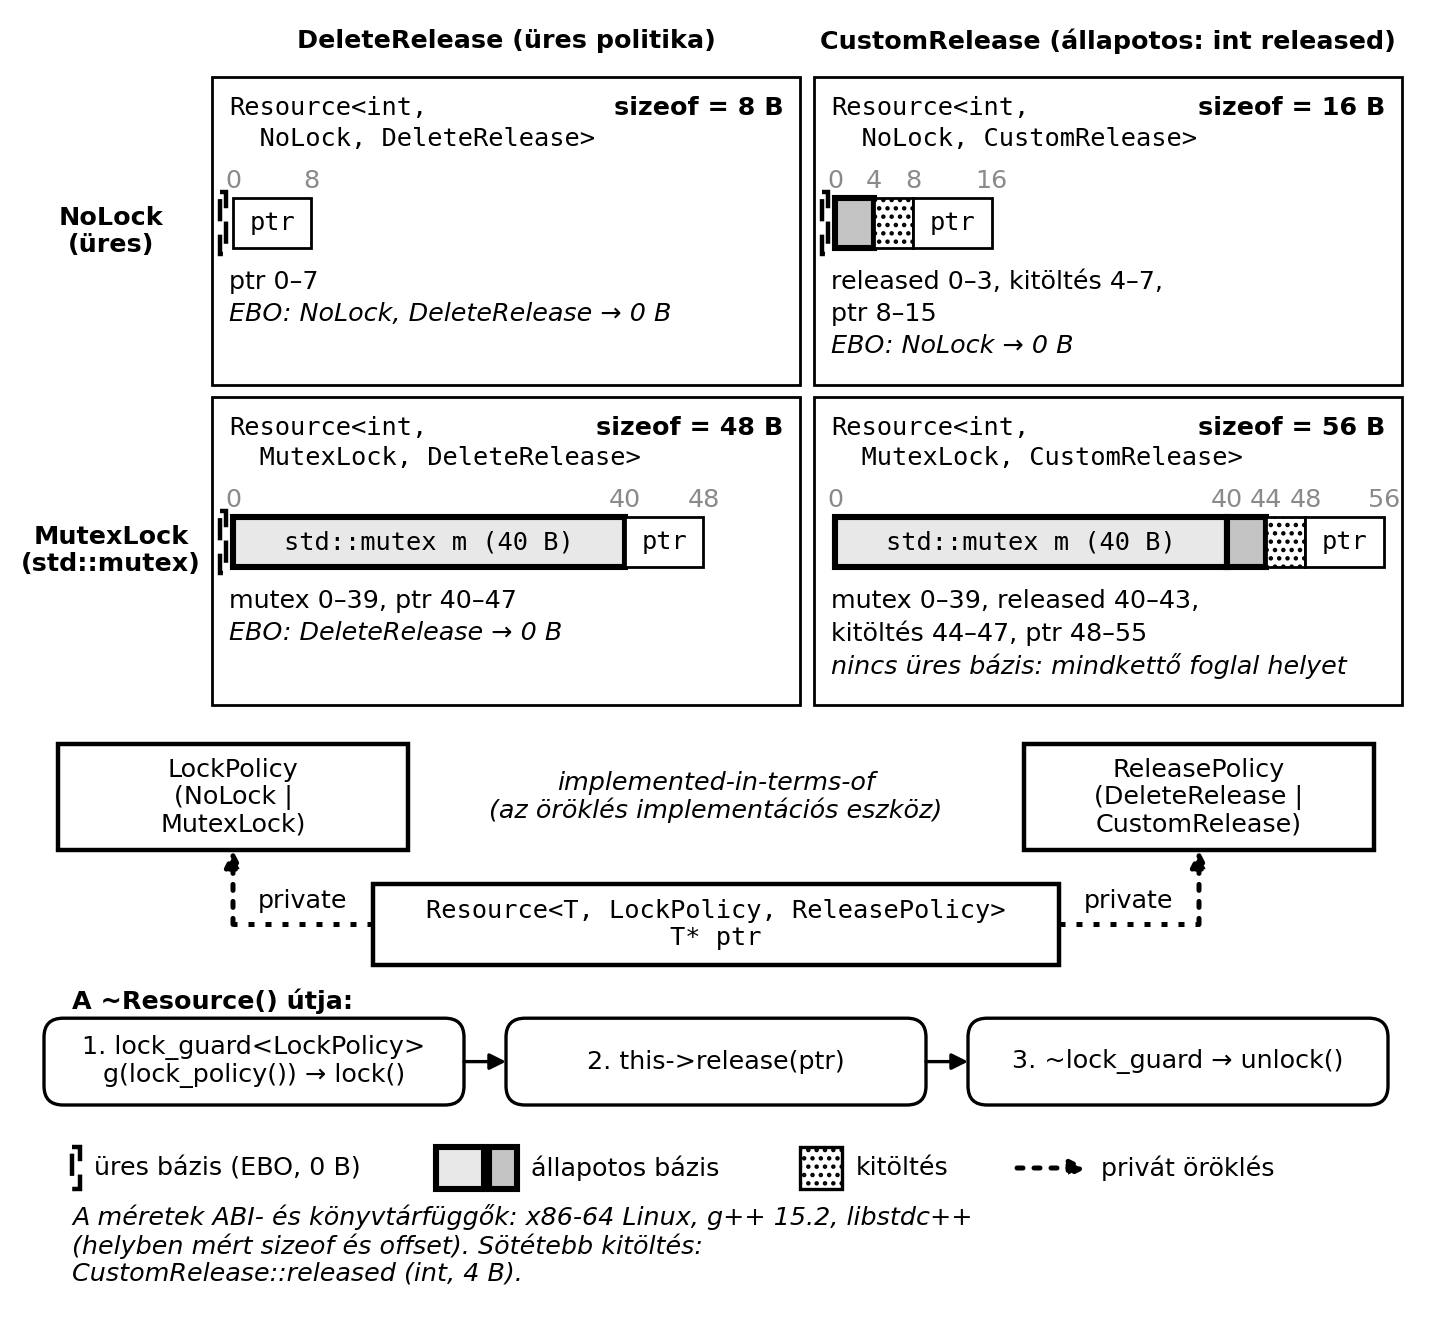 DeleteRelease (üres politika)
CustomRelease (állapotos: int released)
NoLock
(üres)
Resource<int,
sizeof = 8 B
NoLock, DeleteRelease>
0 8
ptr
ptr 0–7
EBO: NoLock, DeleteRelease → 0 B
Resource<int,
sizeof = 16 B
NoLock, CustomRelease>
0 4 8 16
ptr
released 0–3, kitöltés 4–7,
ptr 8–15
EBO: NoLock → 0 B
MutexLock
(std::mutex)
Resource<int,
sizeof = 48 B
MutexLock, DeleteRelease>
0 40 48
std::mutex m (40 B) ptr
mutex 0–39, ptr 40–47
EBO: DeleteRelease → 0 B
Resource<int,
sizeof = 56 B
MutexLock, CustomRelease>
0 40 44 48 56
std::mutex m (40 B) ptr
mutex 0–39, released 40–43,
kitöltés 44–47, ptr 48–55
nincs üres bázis: mindkettő foglal helyet
LockPolicy
(NoLock |
MutexLock)
implemented-in-terms-of
(az öröklés implementációs eszköz)
ReleasePolicy
(DeleteRelease |
CustomRelease)
private
private
Resource<T, LockPolicy, ReleasePolicy>
T* ptr
A ~Resource() útja:
1. lock_guard<LockPolicy>
g(lock_policy()) → lock()
2. this->release(ptr)
3. ~lock_guard → unlock()
üres bázis (EBO, 0 B)
állapotos bázis
kitöltés
privát öröklés
A méretek ABI- és könyvtárfüggők: x86-64 Linux, g++ 15.2, libstdc++
(helyben mért sizeof és offset). Sötétebb kitöltés:
CustomRelease::released (int, 4 B).